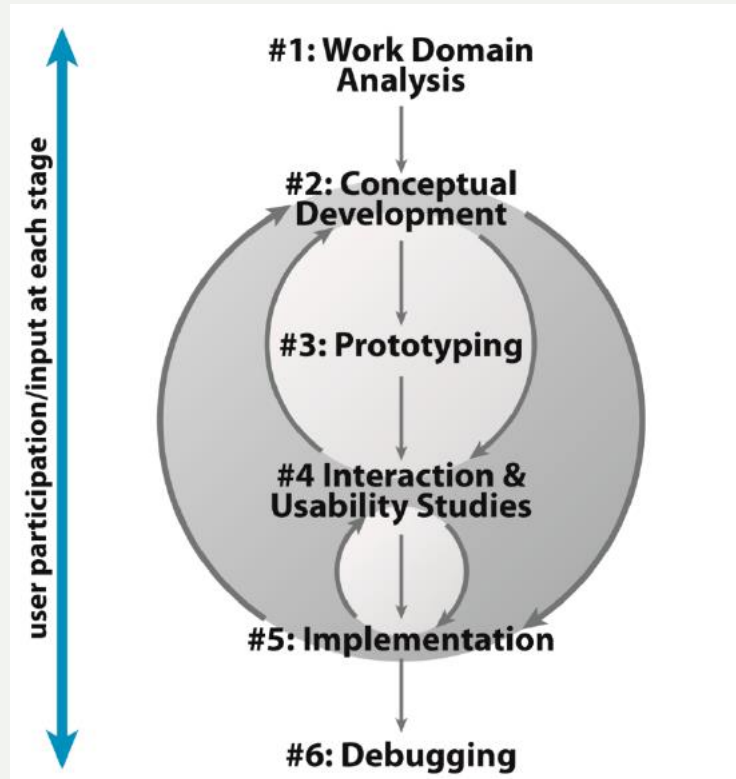 #1: Work Domain
Analysis
#2: Conceptual
Development
#3: Prototyping
#4 Interaction &
Usability Studies
#5: Implementation
#6: Debugging
user participation/input at each stage